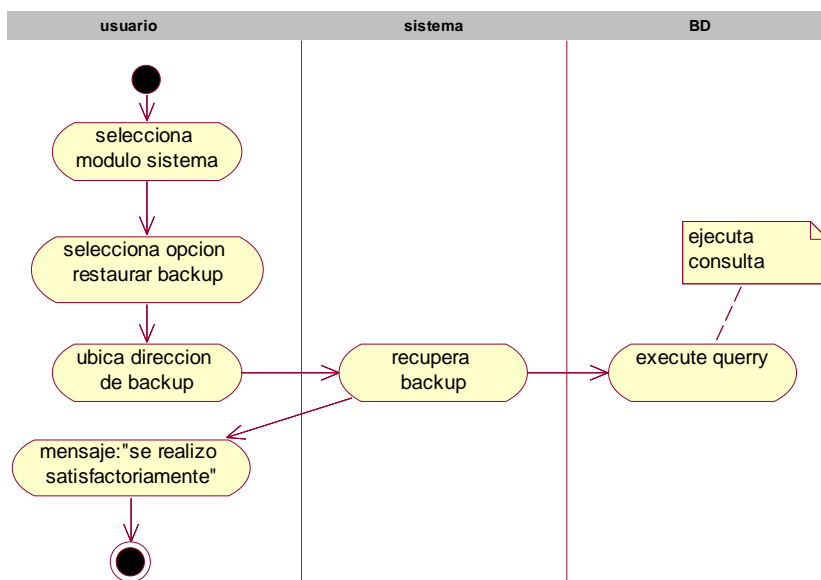 usuario
sistema
BD
selecciona
modulo sistema
selecciona opcion
restaurar backup
ejecuta
consulta
ubica direccion
de backup
recupera
backup
execute querry
mensaje:"se realizo
satisfactoriamente"